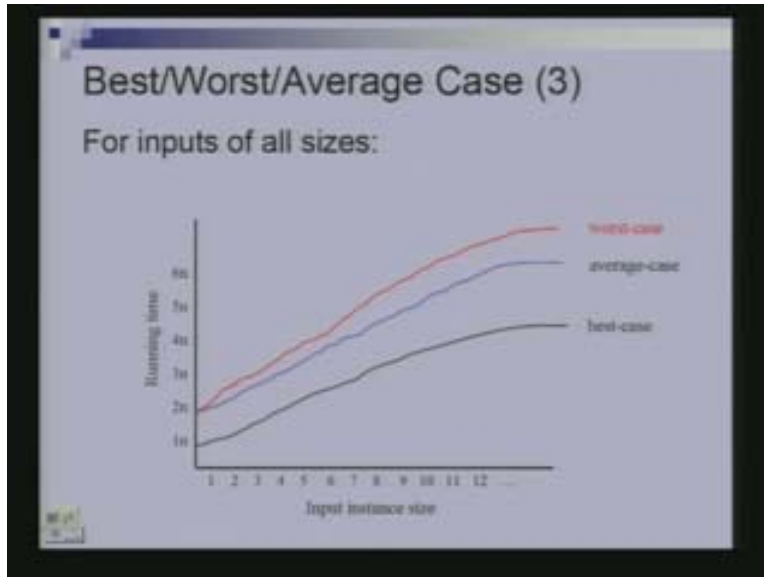 Best/Worst/Average Case (3)
For inputs of all sizes:
worst-case
average-case
best-case
6n
5n
4n
3n
2n
1n
Running time
1 2 3 4 5 6 7 8 9 10 11 12 ....
Input instance size